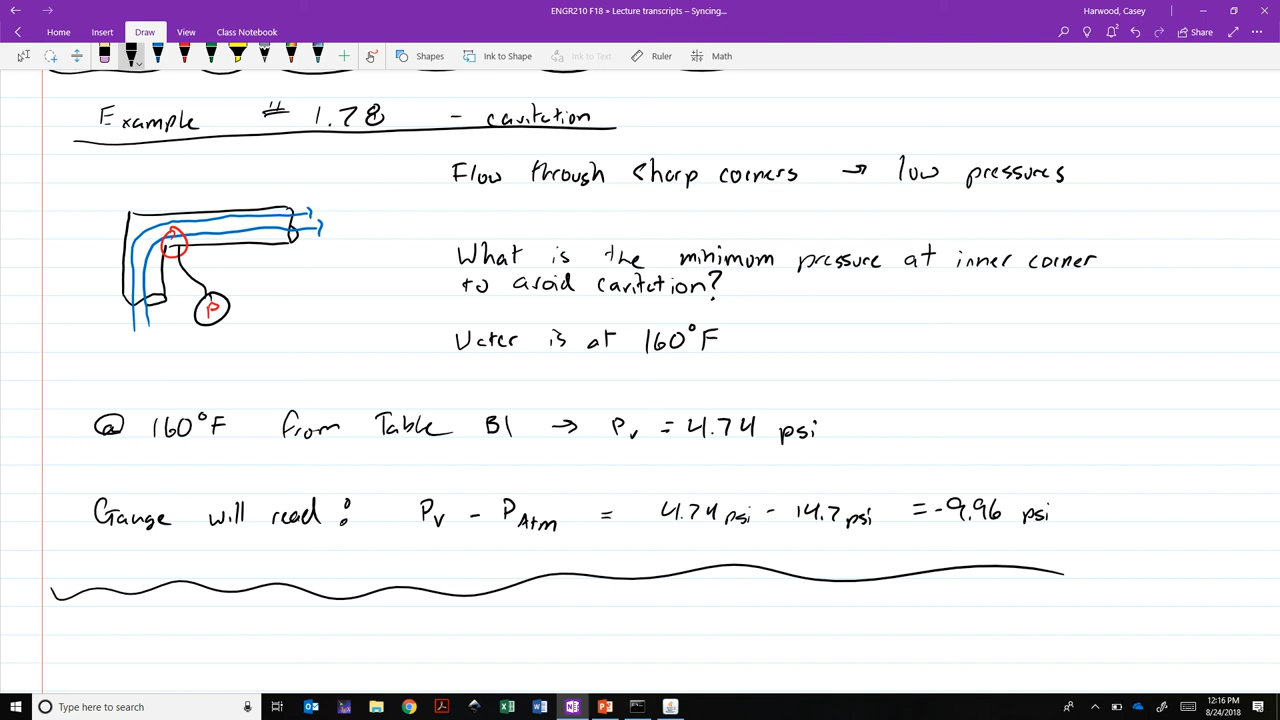 ENGR210 F18 » Lecture transcripts – Syncing...
Harwood, Casey
Home Insert Draw View Class Notebook
Share
Shapes Ink to Shape Ink to Text Ruler Math
Example # 1.78 - cavitation
Flow through sharp corners → low pressures
What is the minimum pressure at inner corner
to avoid cavitation?
P
Water is at 160°F
@ 160°F from Table B1 → Pv = 4.74 psi
Gauge will read: Pv - PAtm = 4.74 psi - 14.7 psi = -9.96 psi
Type here to search
12:16 PM
8/24/2018